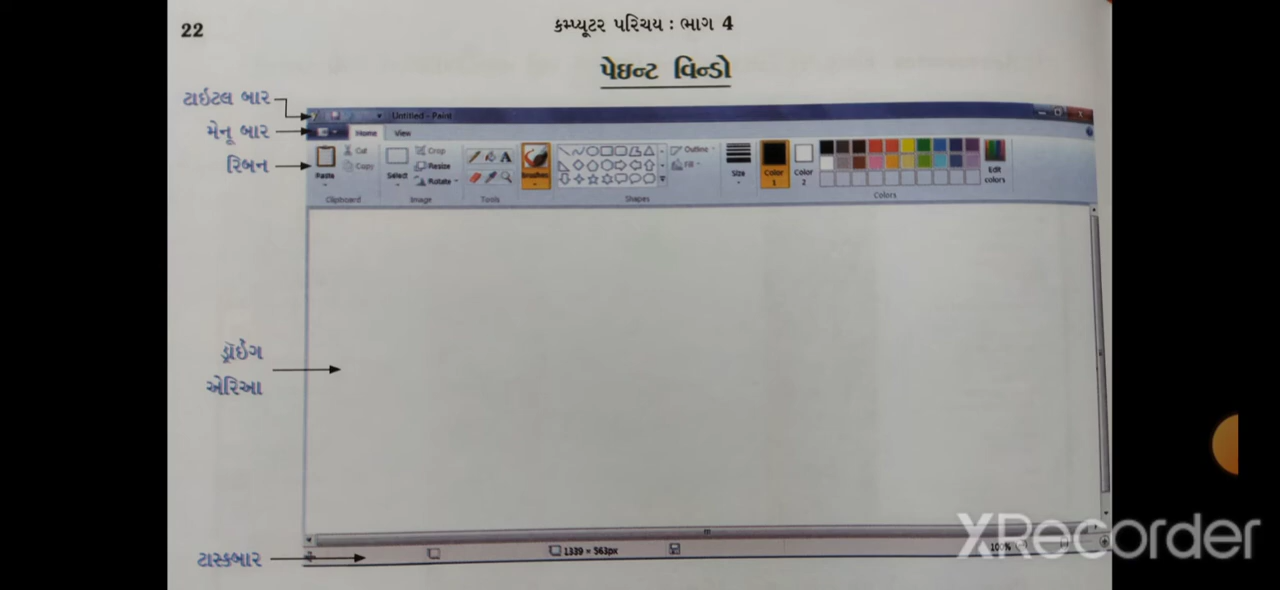 22
કમ્પ્યૂટર પરિચય : ભાગ 4
પેઇન્ટ વિન્ડો
ટાઇટલ બાર
મેનૂ બાર
રિબન
Untitled - Paint
Home View
Cut
Copy
Paste
Clipboard
Select
Crop
Resize
Rotate
Image
A
Tools
Brushes
Shapes
Outline
Fill
Size
Color
1
Color
2
Edit
colors
Colors
ડ્રૉઈંગ
એરિઆ
ટાસ્કબાર
1339 × 563px
100%
XRecorder